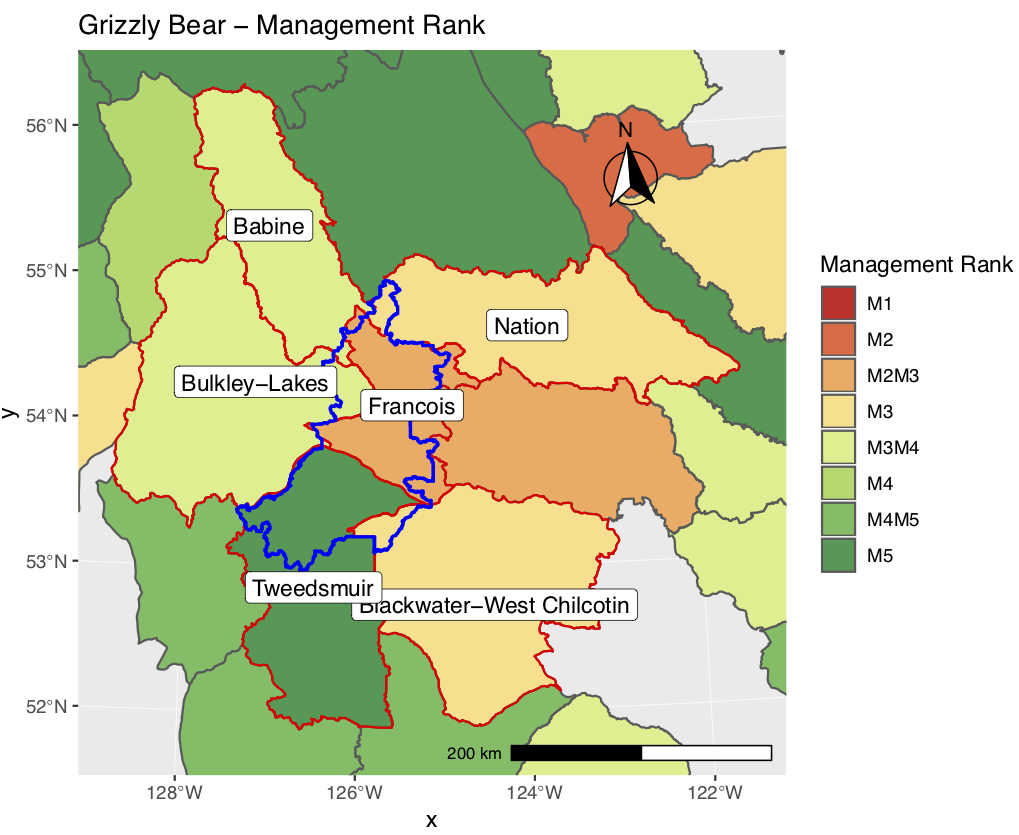 Grizzly Bear – Management Rank
56°N
55°N
54°N
53°N
52°N
y
N
Babine
Nation
Bulkley–Lakes
Francois
Tweedsmuir
Blackwater–West Chilcotin
200 km
128°W
126°W
124°W
122°W
x
Management Rank
M1
M2
M2M3
M3
M3M4
M4
M4M5
M5